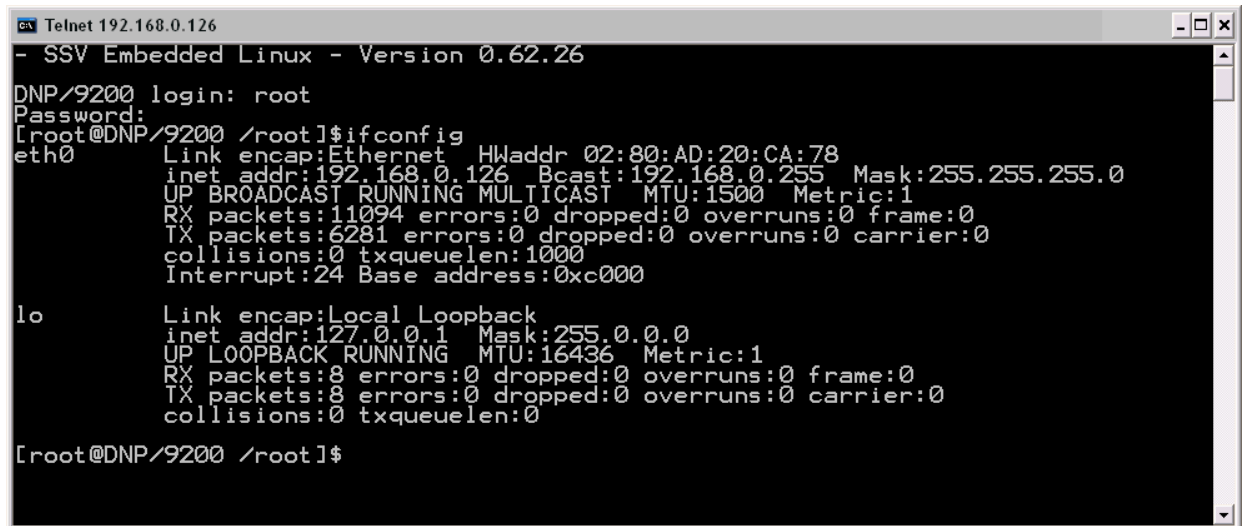 Telnet 192.168.0.126
- SSV Embedded Linux - Version 0.62.26
DNP/9200 login: root
Password:
[root@DNP/9200 /root]$ifconfig
eth0 Link encap:Ethernet HWaddr 02:80:AD:20:CA:78
inet addr:192.168.0.126 Bcast:192.168.0.255 Mask:255.255.255.0
UP BROADCAST RUNNING MULTICAST MTU:1500 Metric:1
RX packets:11094 errors:0 dropped:0 overruns:0 frame:0
TX packets:6281 errors:0 dropped:0 overruns:0 carrier:0
collisions:0 txqueuelen:1000
Interrupt:24 Base address:0xc000
lo Link encap:Local Loopback
inet addr:127.0.0.1 Mask:255.0.0.0
UP LOOPBACK RUNNING MTU:16436 Metric:1
RX packets:8 errors:0 dropped:0 overruns:0 frame:0
TX packets:8 errors:0 dropped:0 overruns:0 carrier:0
collisions:0 txqueuelen:0
[root@DNP/9200 /root]$